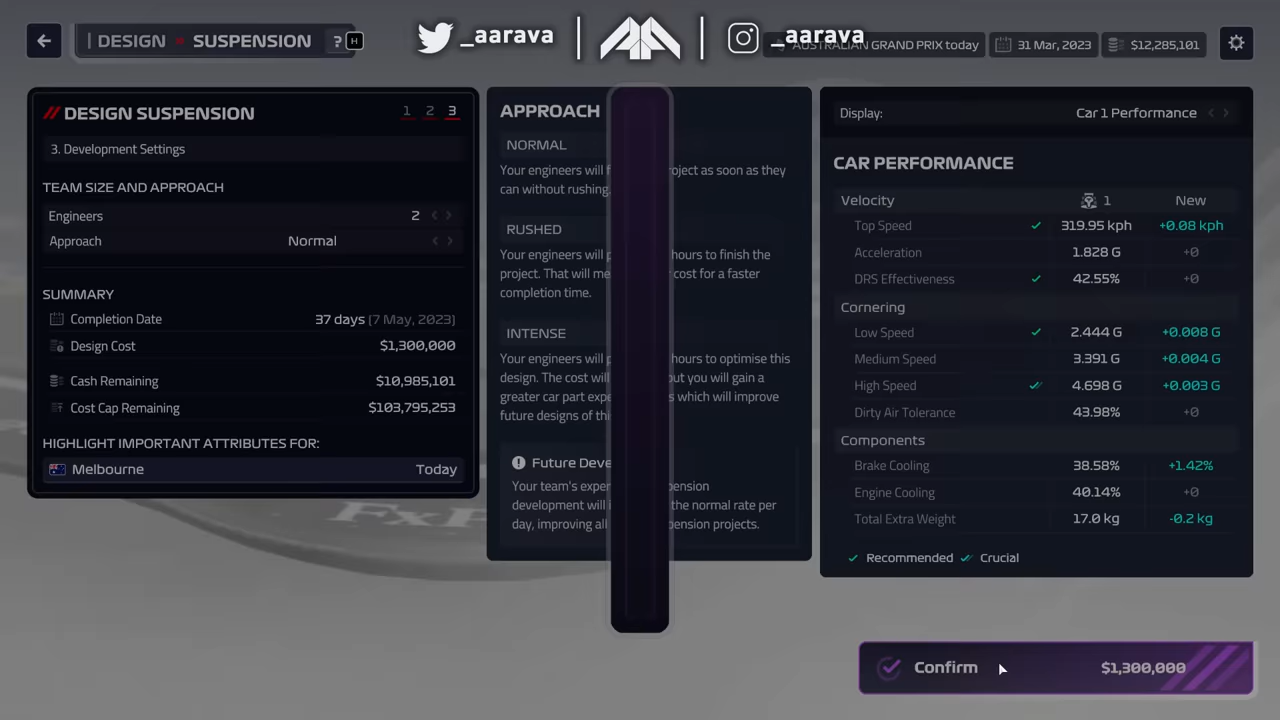 DESIGN SUSPENSION ? H
_aarava
_aarava
AUSTRALIAN GRAND PRIX today
31 Mar, 2023
$12,285,101
DESIGN SUSPENSION
1 2 3
3. Development Settings
TEAM SIZE AND APPROACH
Engineers 2
Approach Normal
SUMMARY
Completion Date 37 days (7 May, 2023)
Design Cost $1,300,000
Cash Remaining $10,985,101
Cost Cap Remaining $103,795,253
HIGHLIGHT IMPORTANT ATTRIBUTES FOR:
Melbourne Today
APPROACH
NORMAL
Your engineers will oject as soon as they
can without rushing.
RUSHED
Your engineers will hours to finish the
project. That will cost for a faster
completion time.
INTENSE
Your engineers will hours to optimise this
design. The cost will but you will gain a
greater car part which will improve
future designs of
Future
Your team's
development will the normal rate per
day, improving all pension projects.
Display: Car 1 Performance
CAR PERFORMANCE
Velocity 1 New
Top Speed 319.95 kph +0.08 kph
Acceleration 1.828 G +0
DRS Effectiveness 42.55% +0
Cornering
Low Speed 2.444 G +0.008 G
Medium Speed 3.391 G +0.004 G
High Speed 4.698 G +0.003 G
Dirty Air Tolerance 43.98% +0
Components
Brake Cooling 38.58% +1.42%
Engine Cooling 40.14% +0
Total Extra Weight 17.0 kg -0.2 kg
Recommended Crucial
Confirm $1,300,000